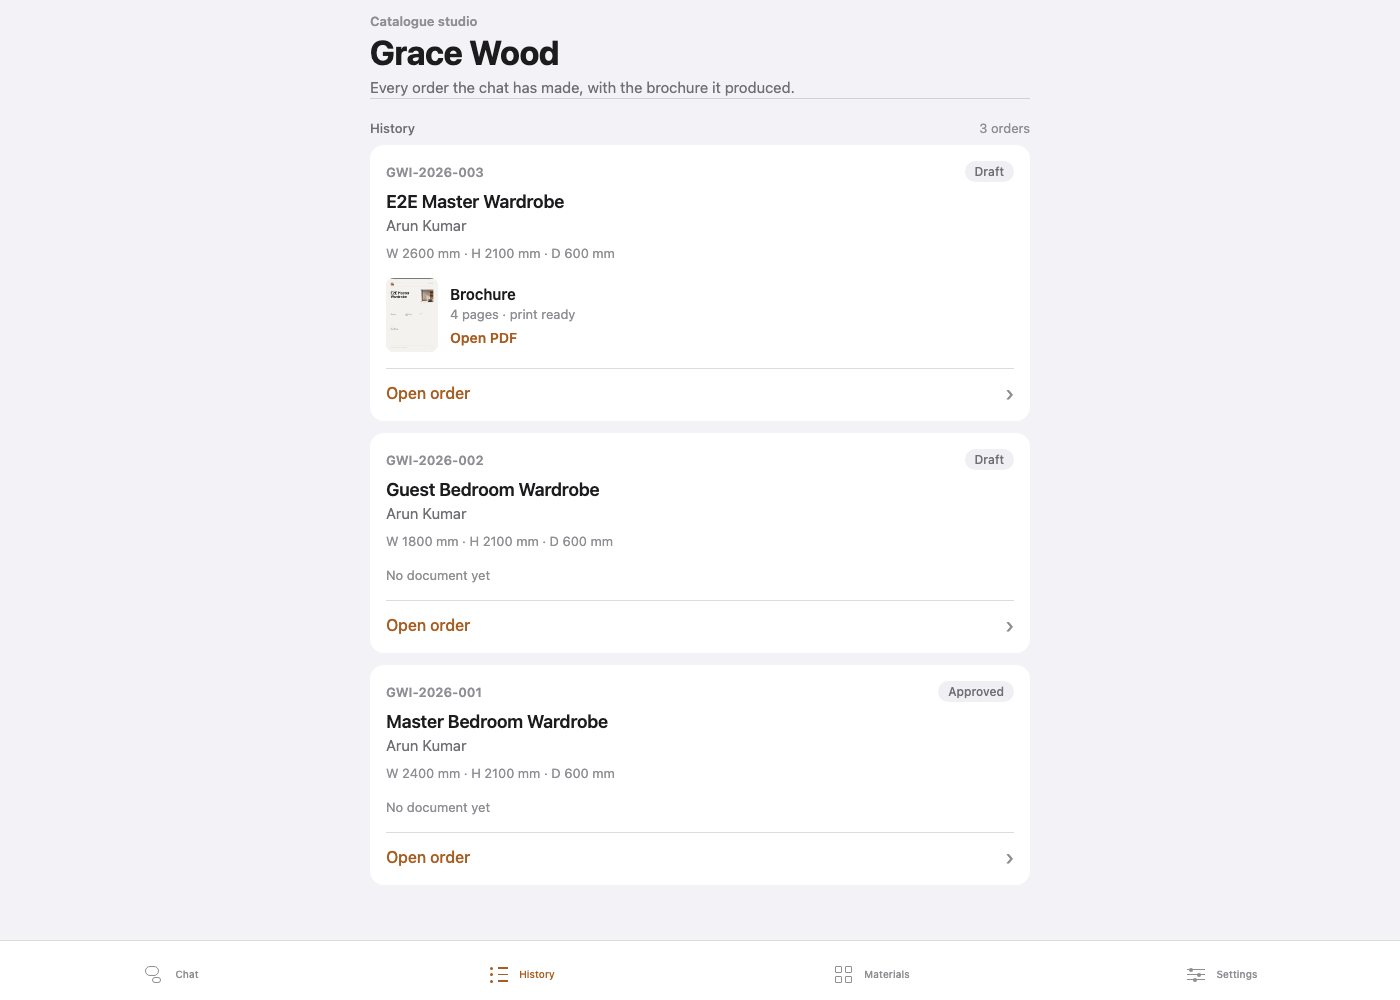 Catalogue studio
Grace Wood
Every order the chat has made, with the brochure it produced.
History
3 orders
GWI-2026-003
Draft
E2E Master Wardrobe
Arun Kumar
W 2600 mm · H 2100 mm · D 600 mm
E2E Master
Wardrobe
Brochure
4 pages · print ready
Open PDF
Open order
GWI-2026-002
Draft
Guest Bedroom Wardrobe
Arun Kumar
W 1800 mm · H 2100 mm · D 600 mm
No document yet
Open order
GWI-2026-001
Approved
Master Bedroom Wardrobe
Arun Kumar
W 2400 mm · H 2100 mm · D 600 mm
No document yet
Open order
Chat
History
Materials
Settings